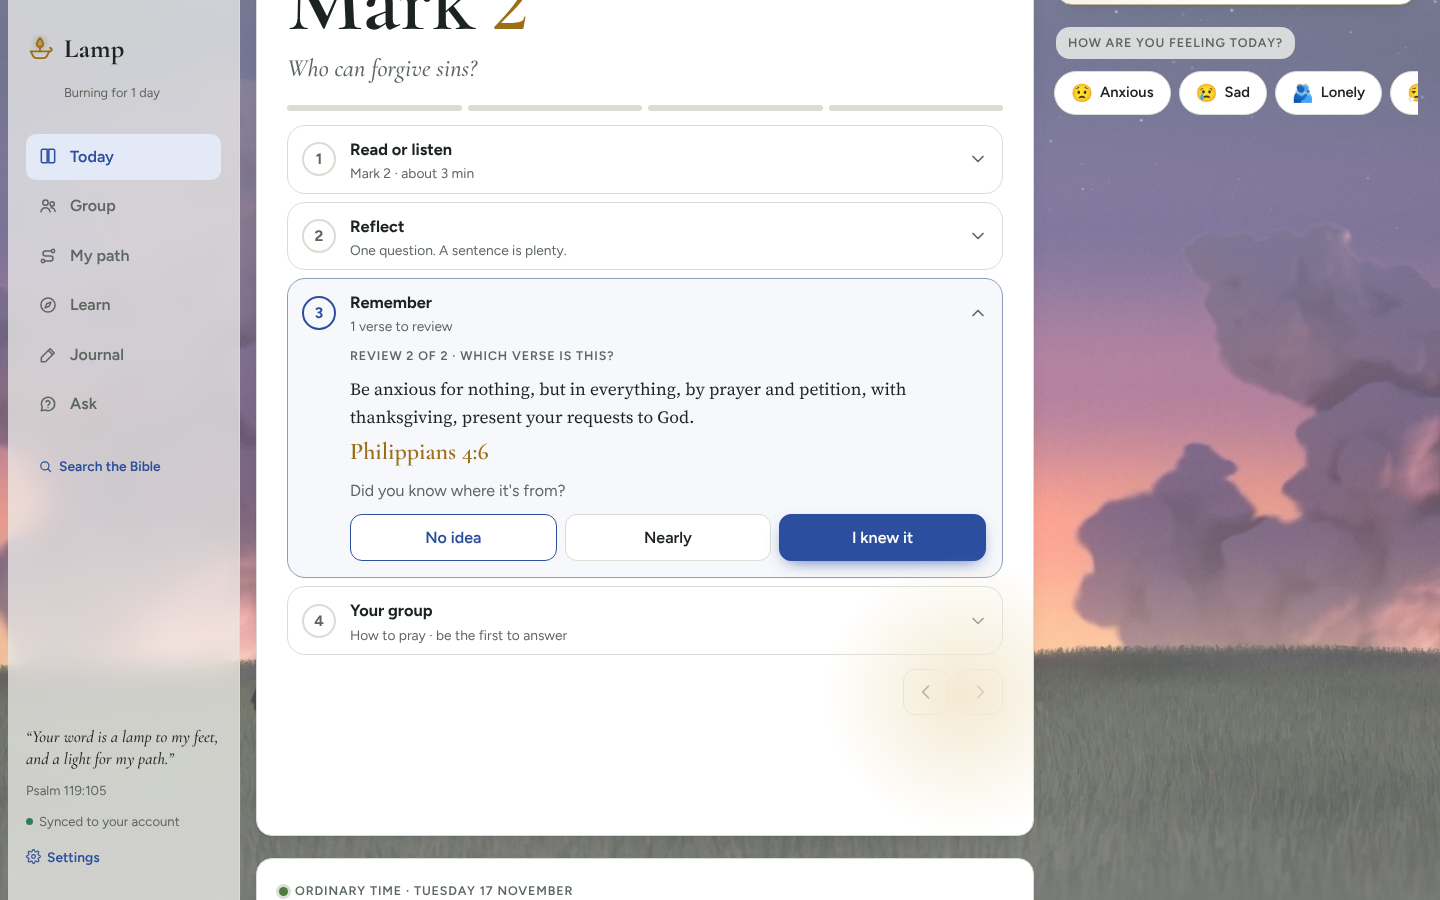 Lamp
Burning for 1 day
Today
Group
My path
Learn
Journal
Ask
Search the Bible
“Your word is a lamp to my feet,
and a light for my path.”
Psalm 119:105
Synced to your account
Settings
Mark 2
Who can forgive sins?
1
Read or listen
Mark 2 · about 3 min
2
Reflect
One question. A sentence is plenty.
3
Remember
1 verse to review
REVIEW 2 OF 2 · WHICH VERSE IS THIS?
Be anxious for nothing, but in everything, by prayer and petition, with
thanksgiving, present your requests to God.
Philippians 4:6
Did you know where it's from?
No idea
Nearly
I knew it
4
Your group
How to pray · be the first to answer
ORDINARY TIME · TUESDAY 17 NOVEMBER
HOW ARE YOU FEELING TODAY?
Anxious
Sad
Lonely